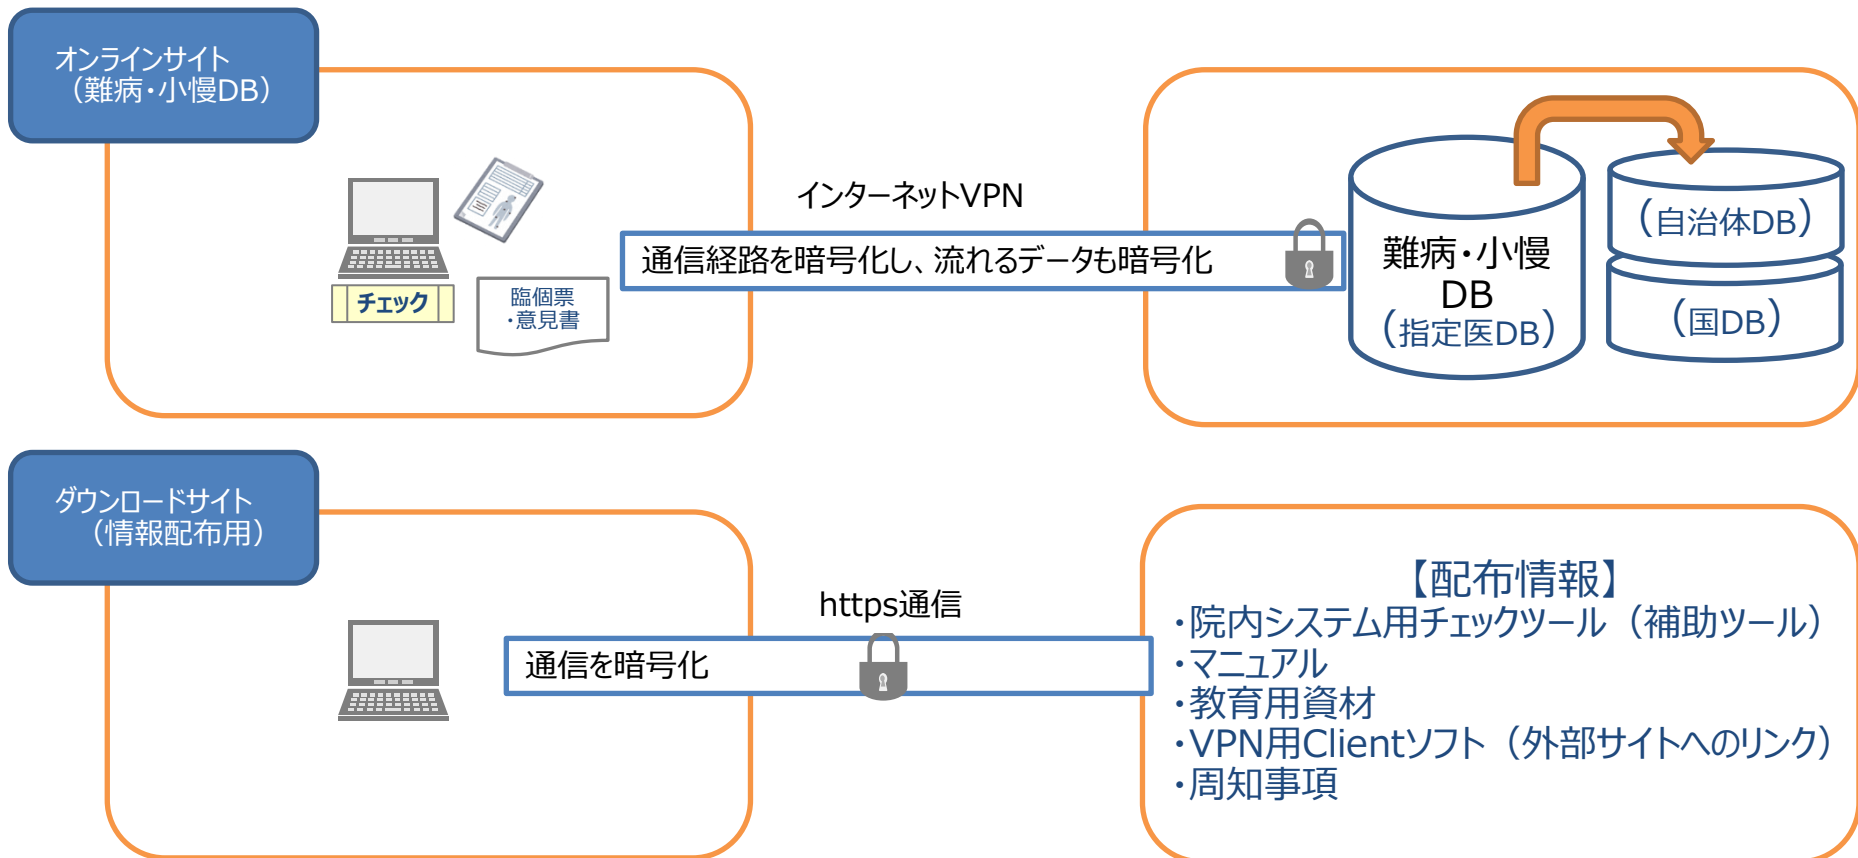 オンラインサイト
（難病・小慢DB）
インターネットVPN
通信経路を暗号化し、流れるデータも暗号化
チェック
臨個票
・意見書
難病・小慢
DB
（指定医DB）
（自治体DB）
（国DB）
ダウンロードサイト
（情報配布用）
https通信
通信を暗号化
【配布情報】
・院内システム用チェックツール（補助ツール）
・マニュアル
・教育用資材
・VPN用Clientソフト（外部サイトへのリンク）
・周知事項